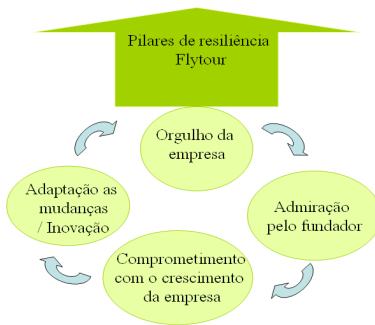 Pilares de resiliência
Flytour
Orgulho da
empresa
Admiração
pelo fundador
Comprometimento
com o crescimento
da empresa
Adaptação as
mudanças
/ Inovação